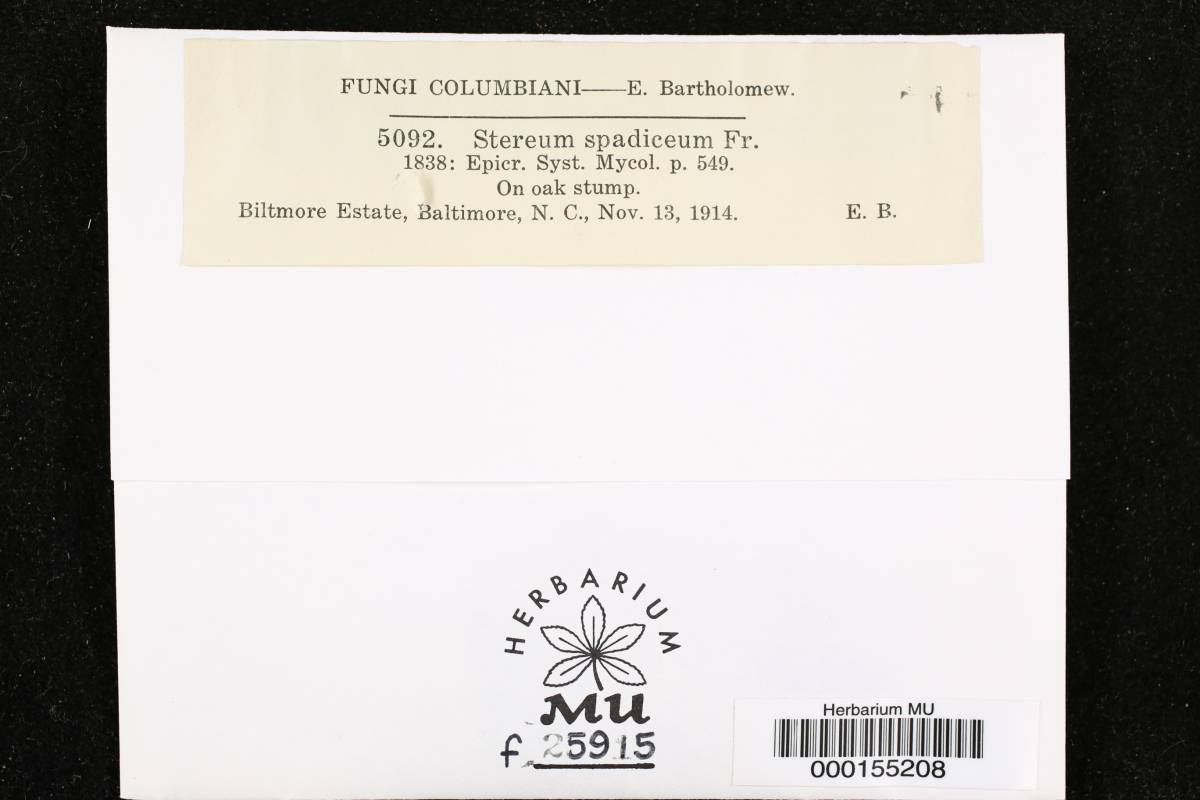 FUNGI COLUMBIANI——E. Bartholomew.
5092. Stereum spadiceum Fr.
1838: Epicr. Syst. Mycol. p. 549.
On oak stump.
Biltmore Estate, Baltimore, N. C., Nov. 13, 1914. E. B.
HERBARIUM
MU
f 25915
Herbarium MU
000155208